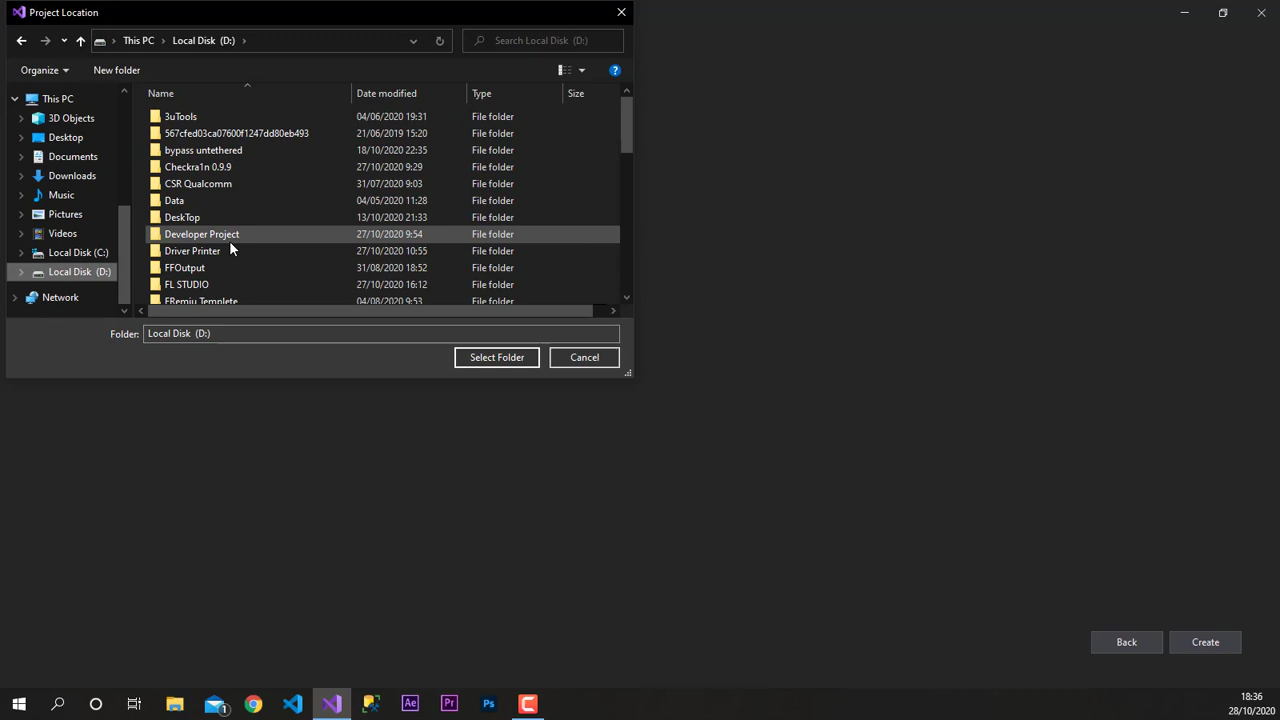 Project Location
This PC > Local Disk (D:) >
Search Local Disk (D:)
Organize
New folder
?
Name Date modified Type Size
This PC
3D Objects
Desktop
Documents
Downloads
Music
Pictures
Videos
Local Disk (C:)
Local Disk (D:)
Network
3uTools 04/06/2020 19:31 File folder
567cfed03ca07600f1247dd80eb493 21/06/2019 15:20 File folder
bypass untethered 18/10/2020 22:35 File folder
Checkra1n 0.9.9 27/10/2020 9:29 File folder
CSR Qualcomm 31/07/2020 9:03 File folder
Data 04/05/2020 11:28 File folder
DeskTop 13/10/2020 21:33 File folder
Developer Project 27/10/2020 9:54 File folder
Driver Printer 27/10/2020 10:55 File folder
FFOutput 31/08/2020 18:52 File folder
FL STUDIO 27/10/2020 16:12 File folder
FRemiu Templete 04/08/2020 9:53 File folder
Folder: Local Disk (D:)
Select Folder
Cancel
Back
Create
1
Ae
Pr
Ps
18:36
28/10/2020